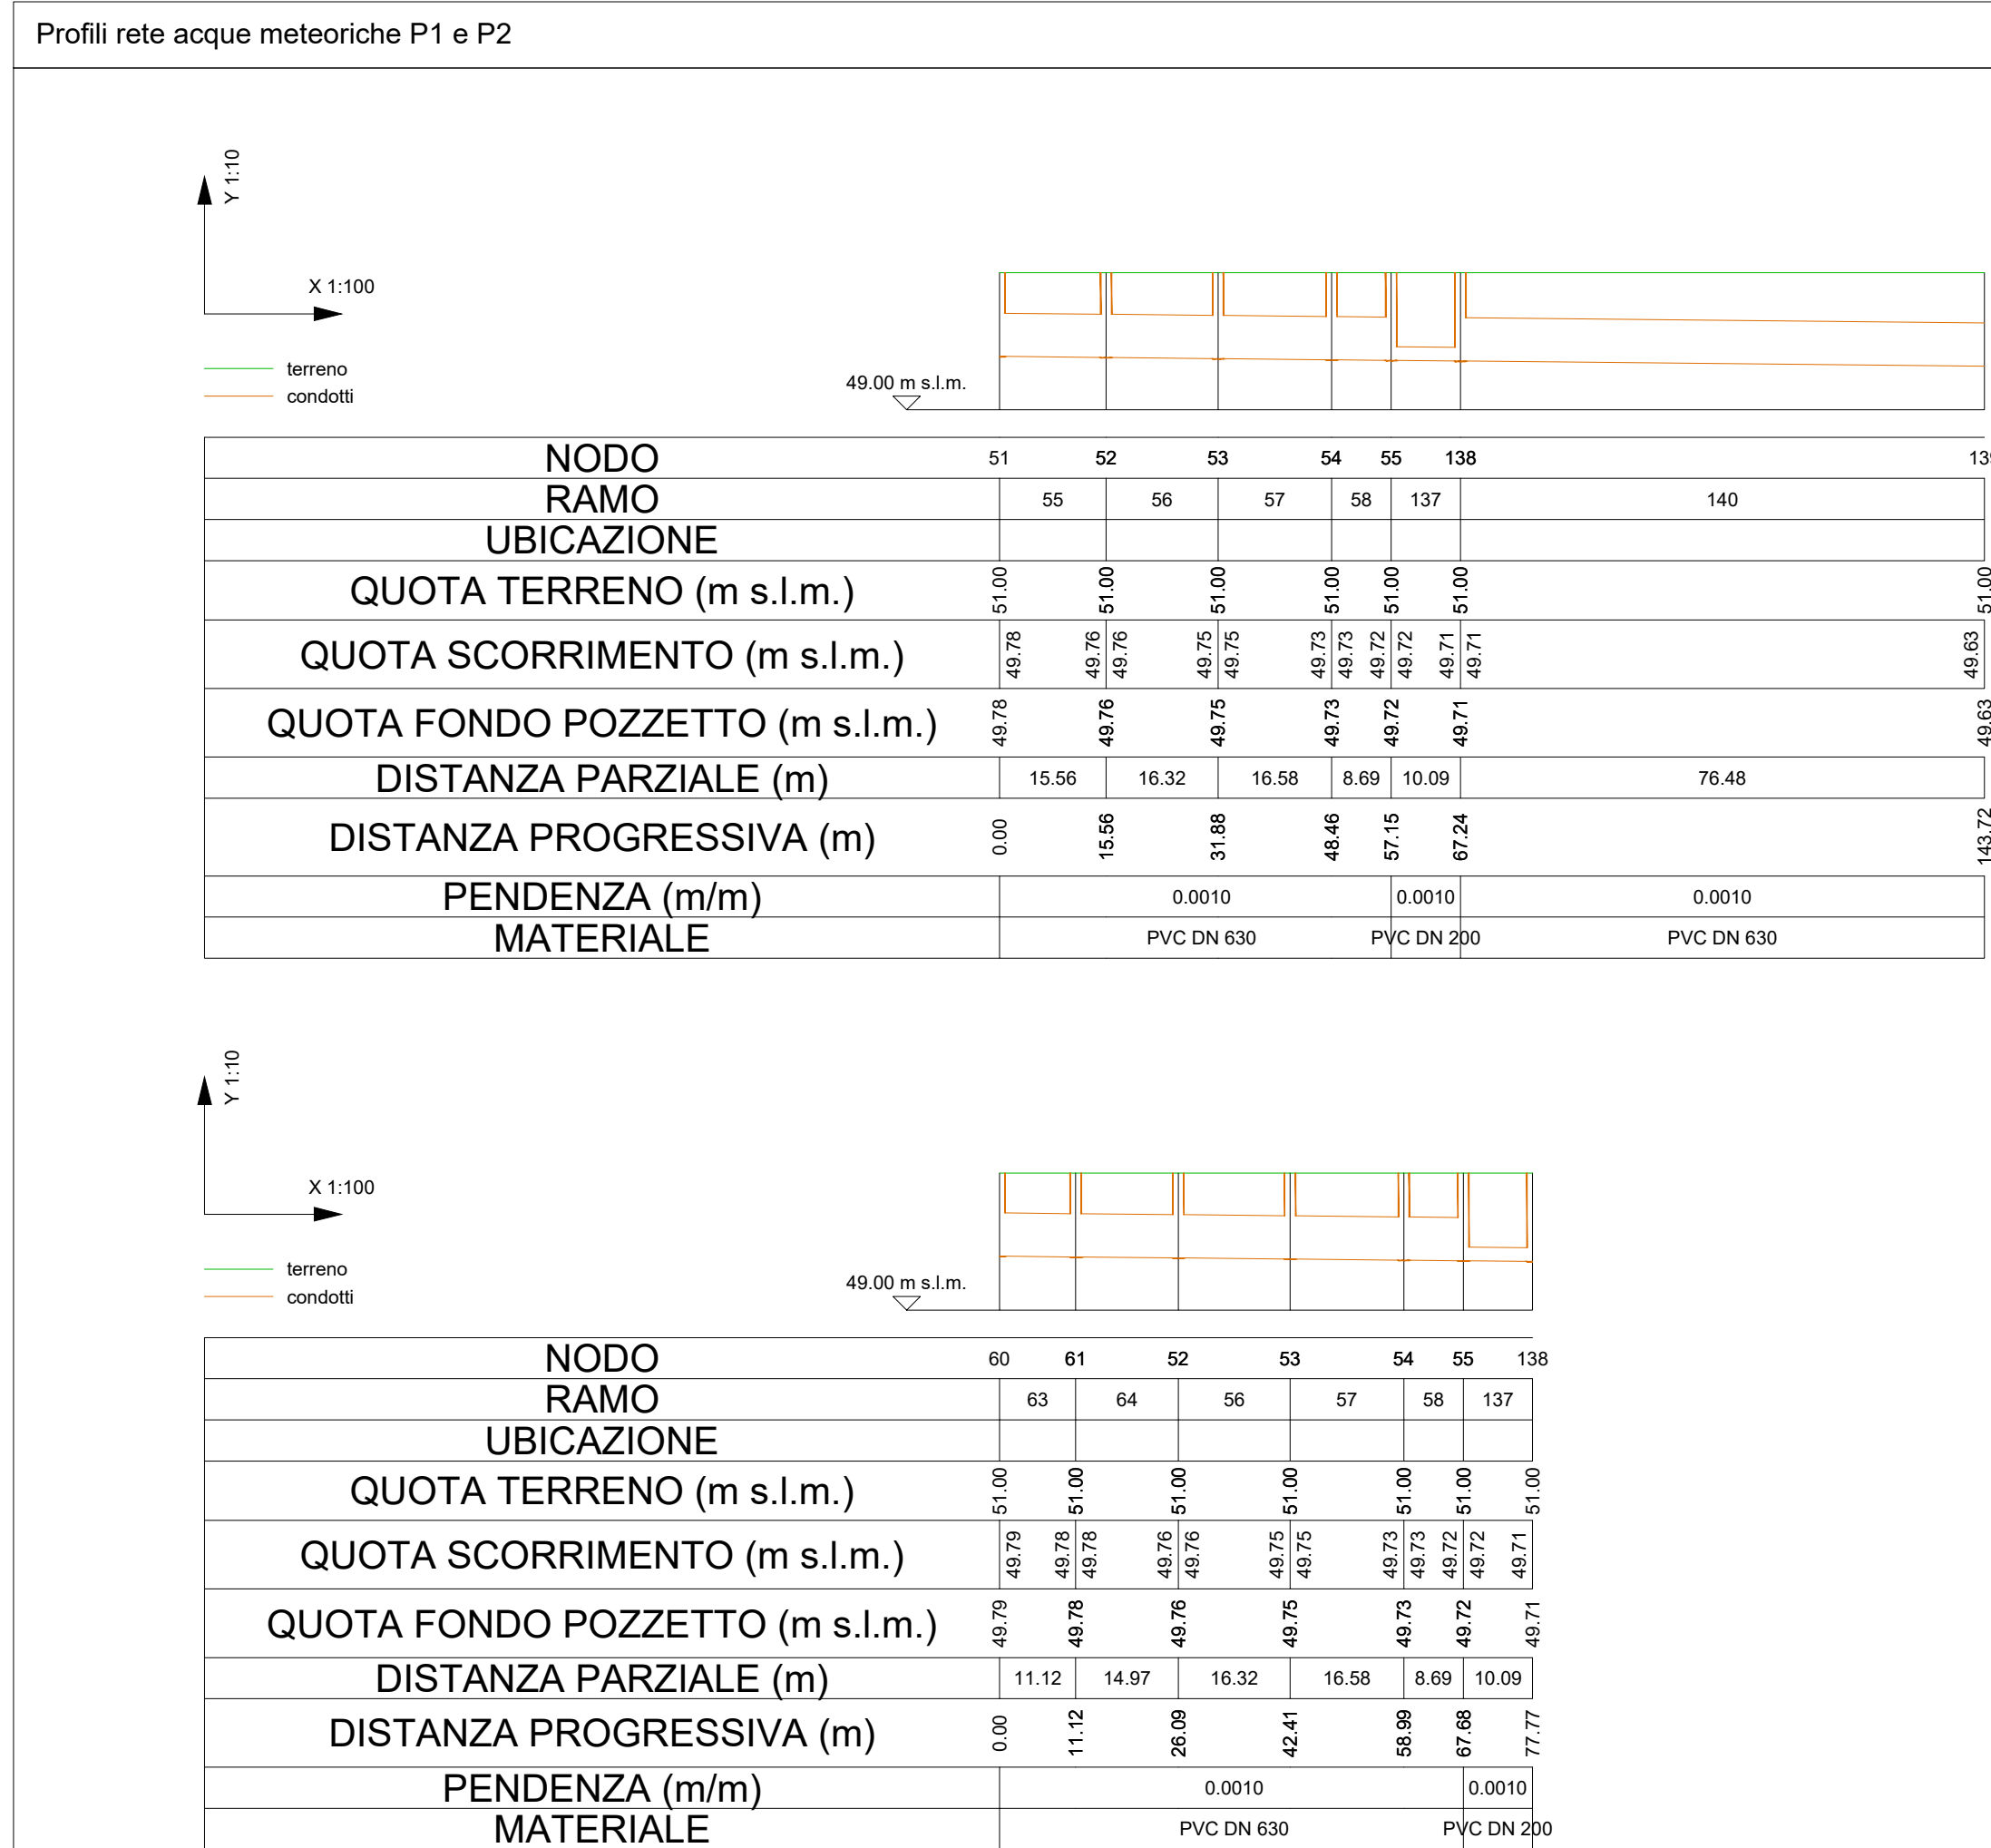 Profili rete acque meteoriche P1 e P2
Y 1:10
X 1:100
terreno
condotti
49.00 m s.l.m.
NODO 51 52 53 54 55 138
RAMO 55 56 57 58 137 140
UBICAZIONE
QUOTA TERRENO (m s.l.m.) 51.00 51.00 51.00 51.00 51.00 51.00 51.00
QUOTA SCORRIMENTO (m s.l.m.) 49.78 49.76 49.76 49.75 49.75 49.73 49.73 49.72 49.72 49.71 49.71 49.63
QUOTA FONDO POZZETTO (m s.l.m.) 49.78 49.76 49.75 49.73 49.72 49.71 49.63
DISTANZA PARZIALE (m) 15.56 16.32 16.58 8.69 10.09 76.48
DISTANZA PROGRESSIVA (m) 0.00 15.56 31.88 48.46 57.15 67.24 143.72
PENDENZA (m/m) 0.0010 0.0010 0.0010
MATERIALE PVC DN 630 PVC DN 200 PVC DN 630
Y 1:10
X 1:100
terreno
condotti
49.00 m s.l.m.
NODO 60 61 52 53 54 55 138
RAMO 63 64 56 57 58 137
UBICAZIONE
QUOTA TERRENO (m s.l.m.) 51.00 51.00 51.00 51.00 51.00 51.00 51.00
QUOTA SCORRIMENTO (m s.l.m.) 49.79 49.78 49.78 49.76 49.76 49.75 49.75 49.73 49.73 49.72 49.72 49.71
QUOTA FONDO POZZETTO (m s.l.m.) 49.79 49.78 49.76 49.75 49.73 49.72 49.71
DISTANZA PARZIALE (m) 11.12 14.97 16.32 16.58 8.69 10.09
DISTANZA PROGRESSIVA (m) 0.00 11.12 26.09 42.41 58.99 67.68 77.77
PENDENZA (m/m) 0.0010 0.0010
MATERIALE PVC DN 630 PVC DN 200